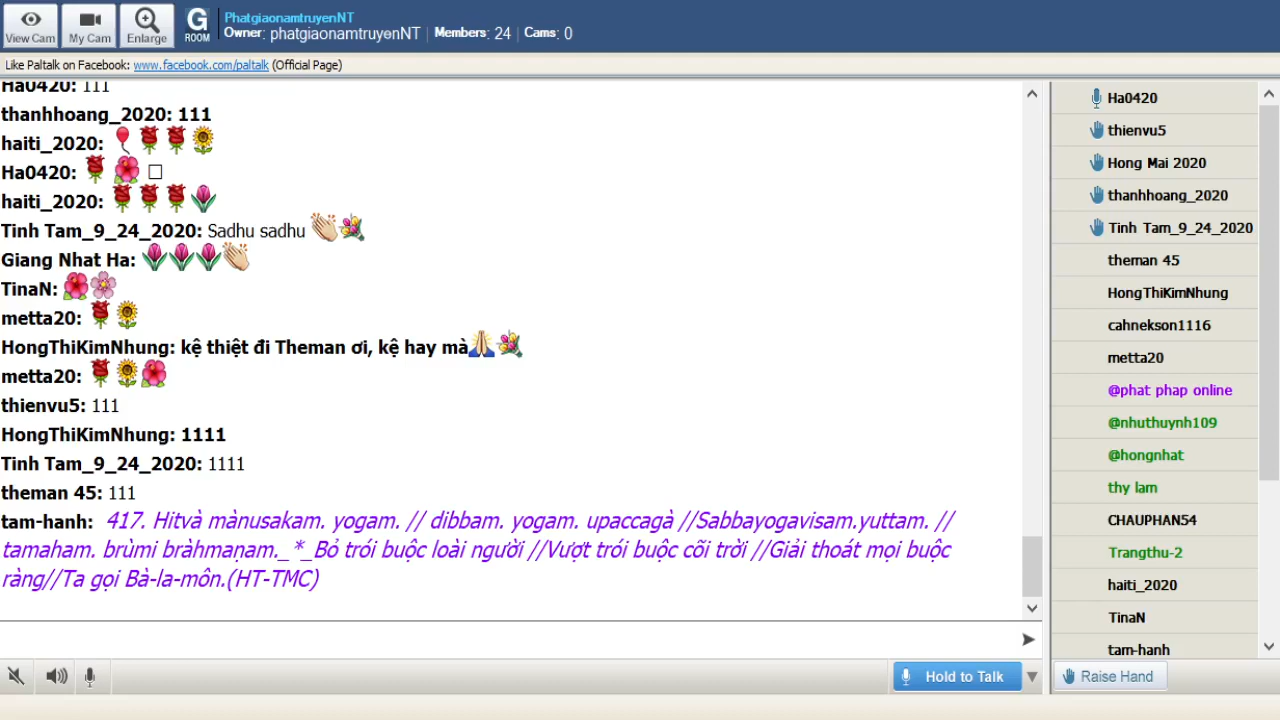 View Cam
My Cam
Enlarge
G
ROOM
PhatgiaonamtruyenNT
Owner: phatgiaonamtruyenNT | Members: 24 | Cams: 0
Like Paltalk on Facebook: www.facebook.com/paltalk (Official Page)
Ha0420: 111
thanhhoang_2020: 111
haiti_2020:
Ha0420:
haiti_2020:
Tinh Tam_9_24_2020: Sadhu sadhu
Giang Nhat Ha:
TinaN:
metta20:
HongThiKimNhung: kệ thiệt đi Theman ơi, kệ hay mà
metta20:
thienvu5: 111
HongThiKimNhung: 1111
Tinh Tam_9_24_2020: 1111
theman 45: 111
tam-hanh: 417. Hitvà mànusakam. yogam. // dibbam. yogam. upaccagà //Sabbayogavisam.yuttam. //
tamaham. brùmi bràhmaṇam._*_Bỏ trói buộc loài người //Vượt trói buộc cõi trời //Giải thoát mọi buộc
ràng//Ta gọi Bà-la-môn.(HT-TMC)
Hold to Talk
Ha0420
thienvu5
Hong Mai 2020
thanhhoang_2020
Tinh Tam_9_24_2020
theman 45
HongThiKimNhung
cahnekson1116
metta20
@phat phap online
@nhuthuynh109
@hongnhat
thy lam
CHAUPHAN54
Trangthu-2
haiti_2020
TinaN
tam-hanh
Raise Hand